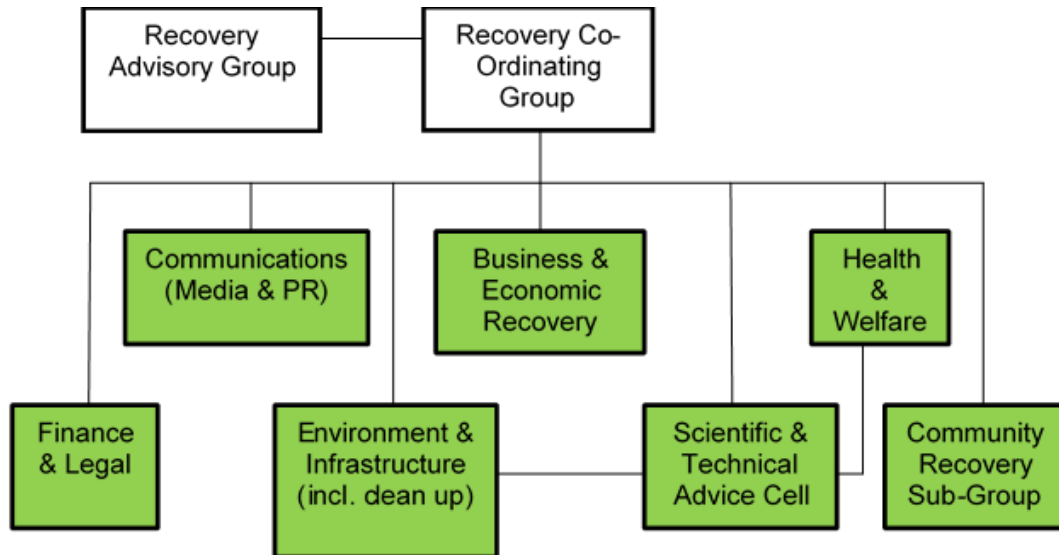 Recovery
Advisory Group
Recovery Co-
Ordinating
Group
Communications
(Media & PR)
Business &
Economic
Recovery
Health
&
Welfare
Finance
& Legal
Environment &
Infrastructure
(incl. dean up)
Scientific &
Technical
Advice Cell
Community
Recovery
Sub-Group